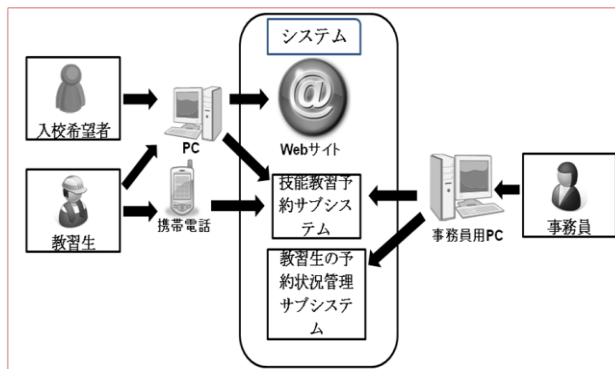 システム
入校希望者
PC
Webサイト
教習生
携帯電話
技能教習予
約サブシス
テム
事務員用PC
事務員
教習生の予
約状況管理
サブシステ
ム